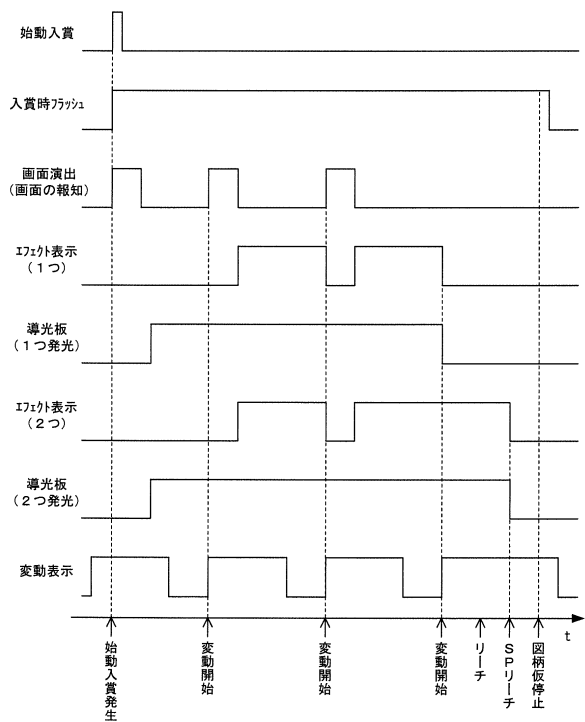 始動入賞
入賞時ﾌﾗｯｼｭ
画面演出
(画面の報知)
ｴﾌｪｸﾄ表示
(１つ)
導光板
(１つ発光)
ｴﾌｪｸﾄ表示
(２つ)
導光板
(２つ発光)
変動表示
t
始動入賞発生
変動開始
変動開始
変動開始
リーチ
ＳＰリーチ
図柄仮停止